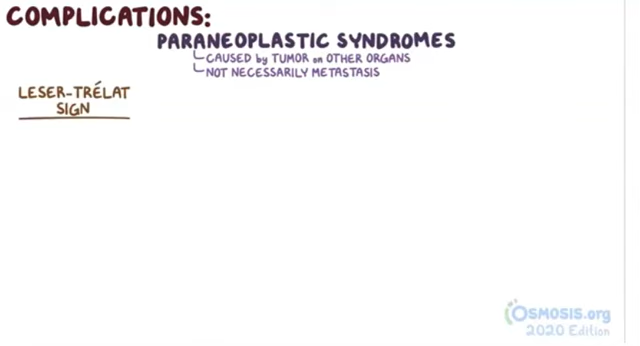 COMPLICATIONS:
PARANEOPLASTIC SYNDROMES
CAUSED by TUMOR on OTHER ORGANS
NOT NECESSARILY METASTASIS
LESER-TRÉLAT
SIGN
OSMOSIS.org
2020 Edition